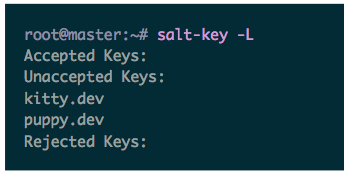 root@master:~# salt-key -L
Accepted Keys:
Unaccepted Keys:
kitty.dev
puppy.dev
Rejected Keys: